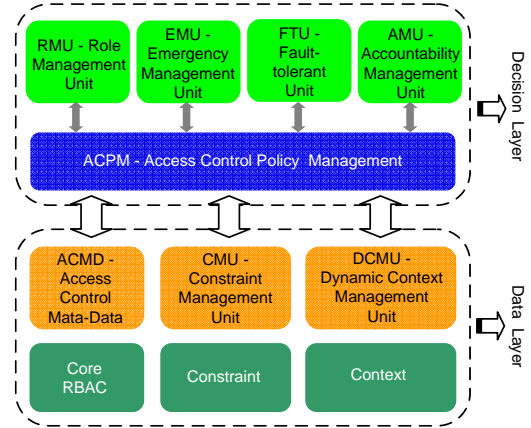 RMU - Role
Management
Unit
EMU -
Emergency
Management
Unit
FTU -
Fault-
tolerant
Unit
AMU -
Accountability
Management
Unit
Decision Layer
ACPM - Access Control Policy Management
ACMD -
Access
Control
Mata-Data
CMU -
Constraint
Management
Unit
DCMU -
Dynamic Context
Management
Unit
Data Layer
Core
RBAC
Constraint
Context